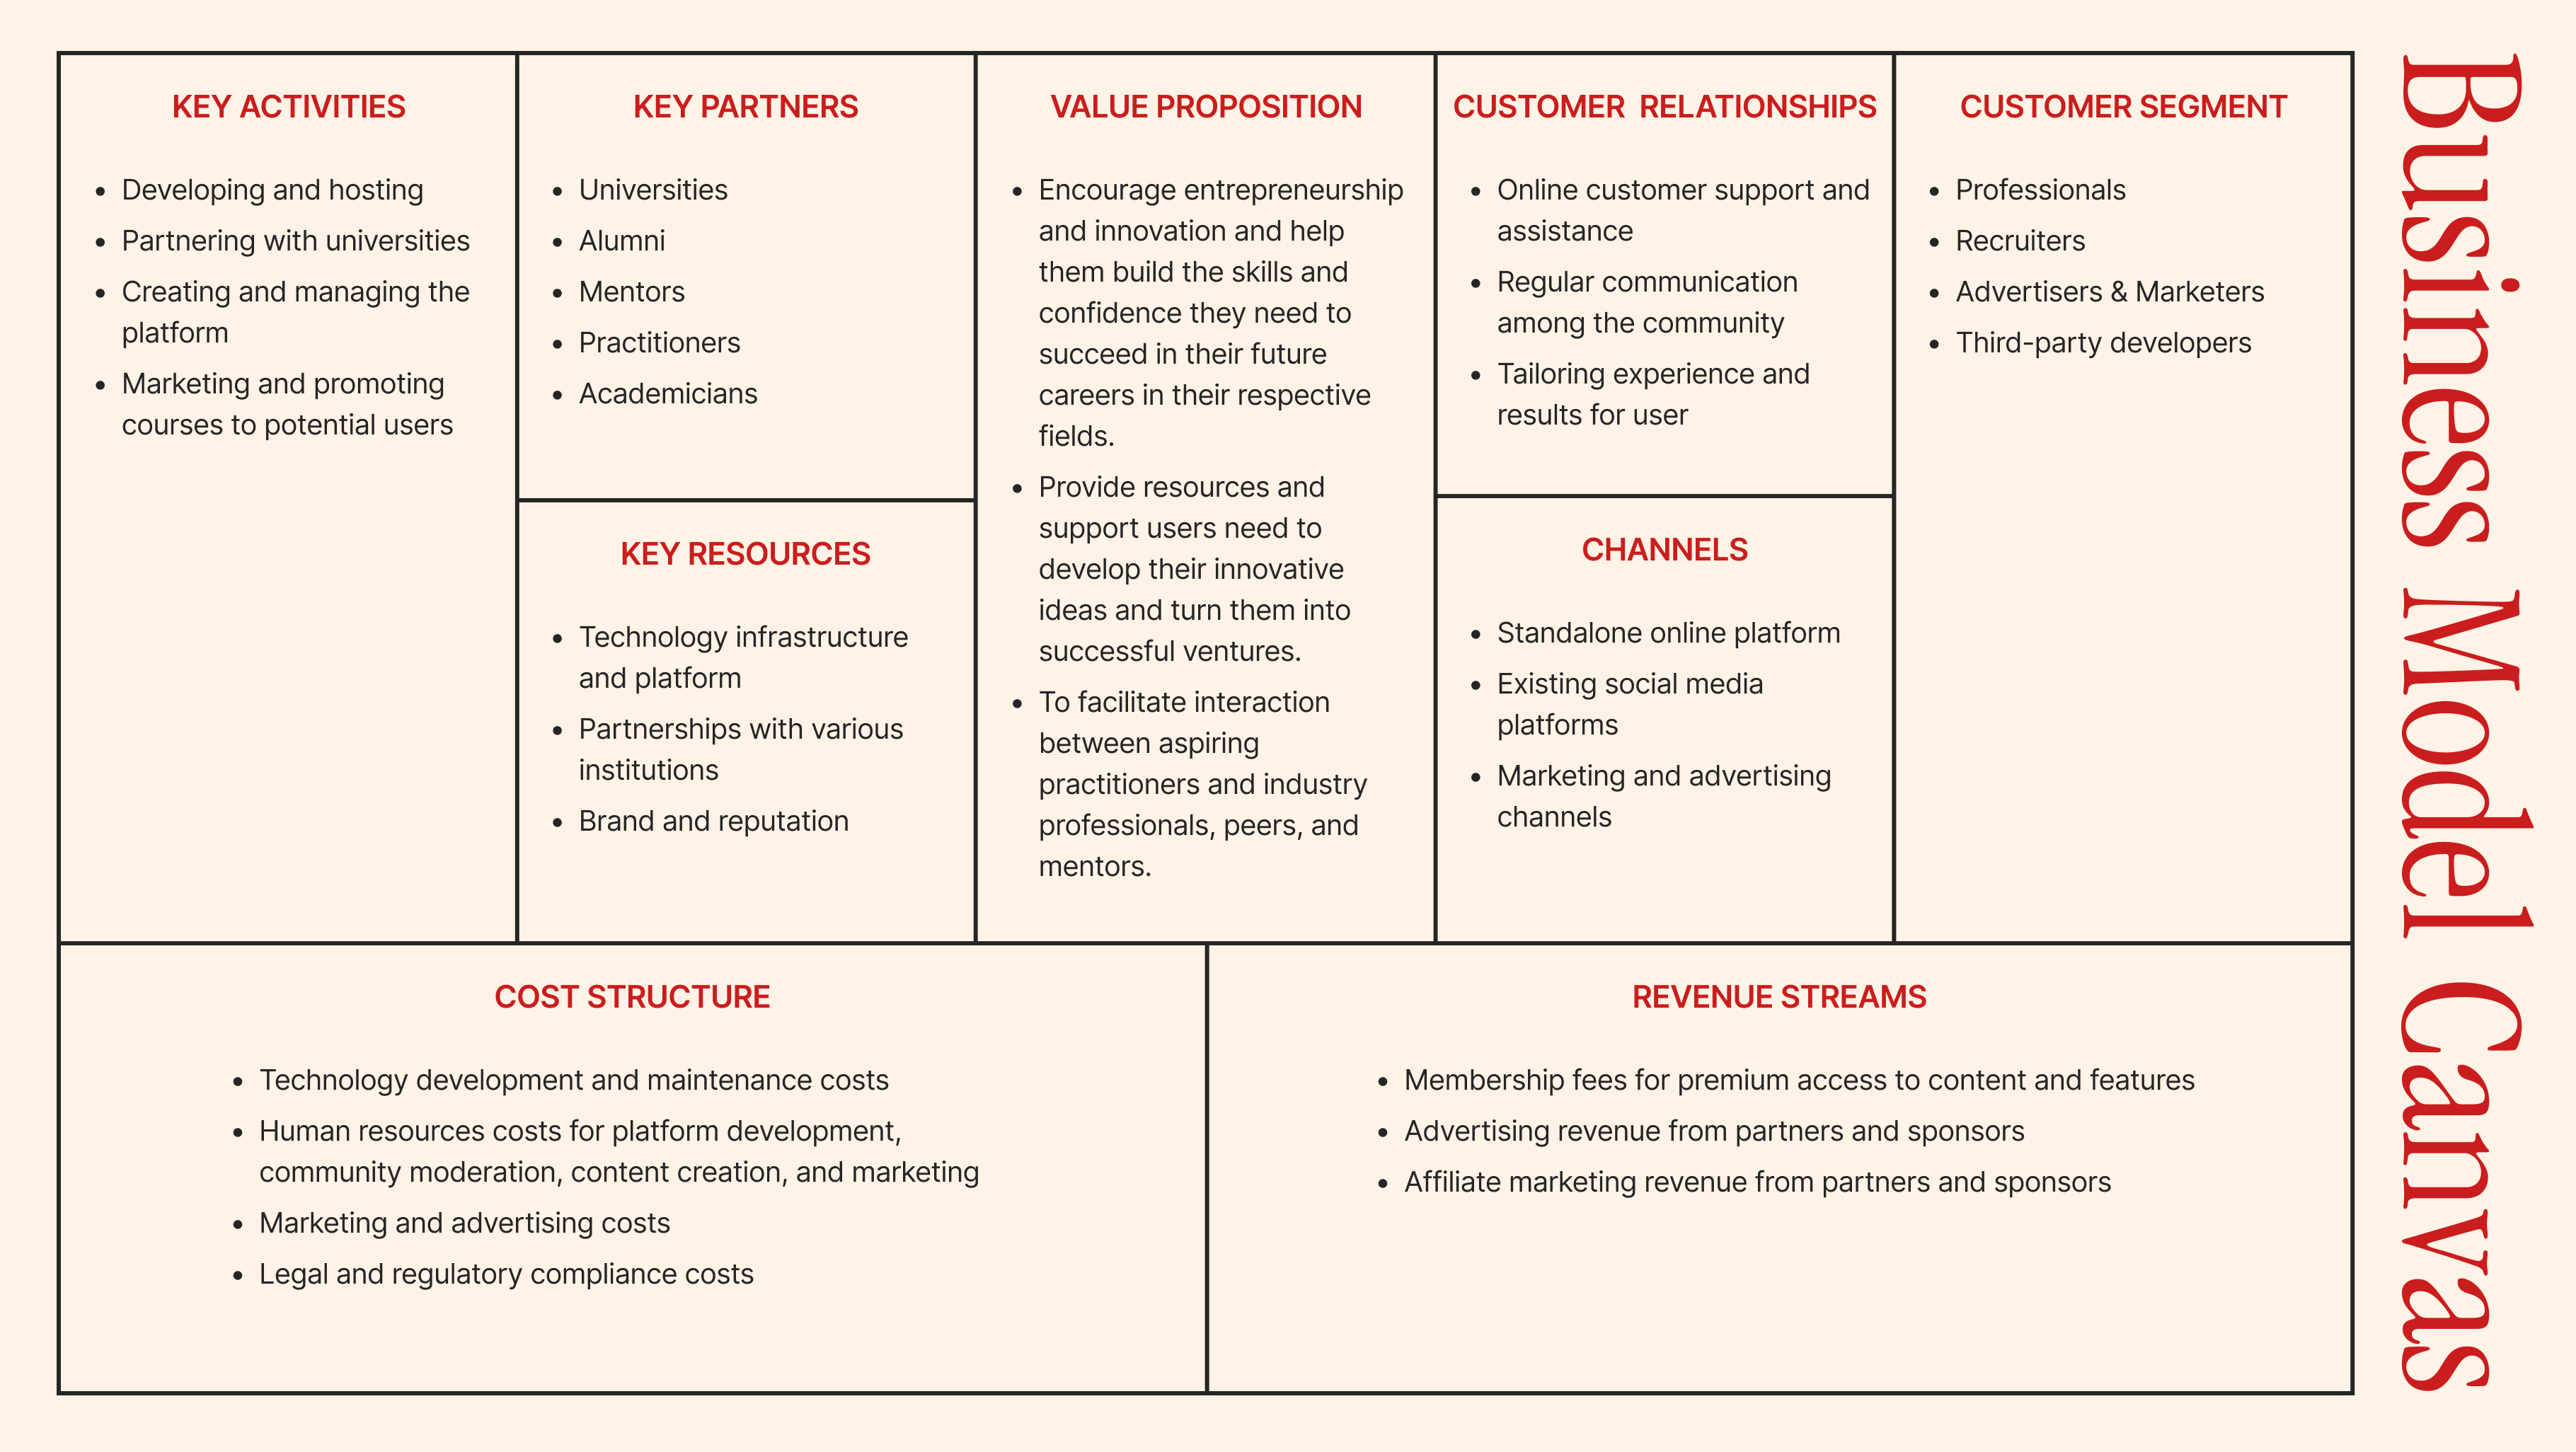 KEY ACTIVITIES
• Developing and hosting
• Partnering with universities
• Creating and managing the
platform
• Marketing and promoting
courses to potential users
KEY PARTNERS
• Universities
• Alumni
• Mentors
• Practitioners
• Academicians
KEY RESOURCES
• Technology infrastructure
and platform
• Partnerships with various
institutions
• Brand and reputation
VALUE PROPOSITION
• Encourage entrepreneurship
and innovation and help
them build the skills and
confidence they need to
succeed in their future
careers in their respective
fields.
• Provide resources and
support users need to
develop their innovative
ideas and turn them into
successful ventures.
• To facilitate interaction
between aspiring
practitioners and industry
professionals, peers, and
mentors.
CUSTOMER RELATIONSHIPS
• Online customer support and
assistance
• Regular communication
among the community
• Tailoring experience and
results for user
CHANNELS
• Standalone online platform
• Existing social media
platforms
• Marketing and advertising
channels
CUSTOMER SEGMENT
• Professionals
• Recruiters
• Advertisers & Marketers
• Third-party developers
COST STRUCTURE
• Technology development and maintenance costs
• Human resources costs for platform development,
community moderation, content creation, and marketing
• Marketing and advertising costs
• Legal and regulatory compliance costs
REVENUE STREAMS
• Membership fees for premium access to content and features
• Advertising revenue from partners and sponsors
• Affiliate marketing revenue from partners and sponsors
Business Model Canvas